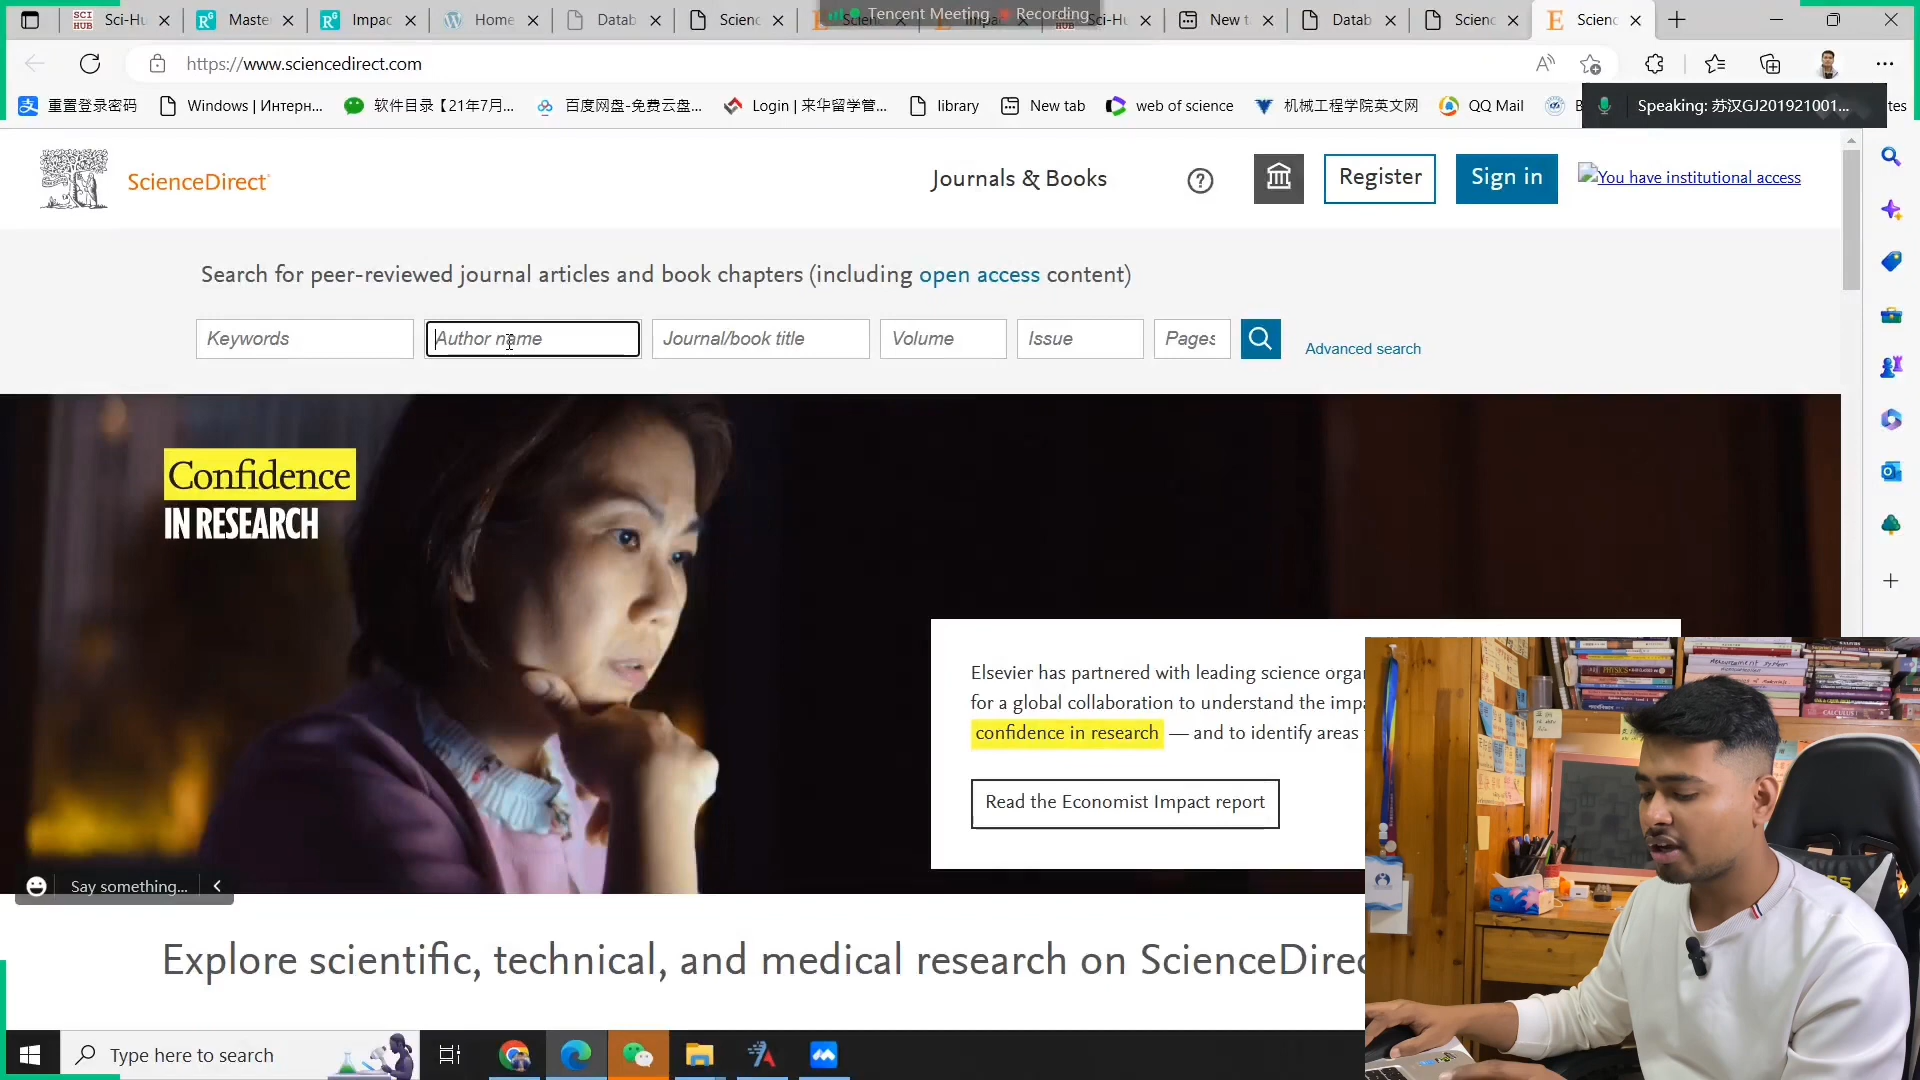 Sci-Hu
Master
Impac
Home
Datab
Scienc
Tencent Meeting
Recording
Sci-Hu
New t
Datab
Scienc
Scienc
https://www.sciencedirect.com
重置登录密码
Windows | Интерн...
软件目录【21年7月...
百度网盘-免费云盘...
Login | 来华留学管...
library
New tab
web of science
机械工程学院英文网
QQ Mail
Speaking: 苏汉GJ201921001...
tes
ScienceDirect
Journals & Books
Register
Sign in
You have institutional access
Search for peer-reviewed journal articles and book chapters (including open access content)
Keywords
Author name
Journal/book title
Volume
Issue
Pages
Advanced search
Confidence
IN RESEARCH
Elsevier has partnered with leading science orga
for a global collaboration to understand the impa
confidence in research — and to identify areas
Read the Economist Impact report
Say something...
Explore scientific, technical, and medical research on ScienceDirec
Type here to search